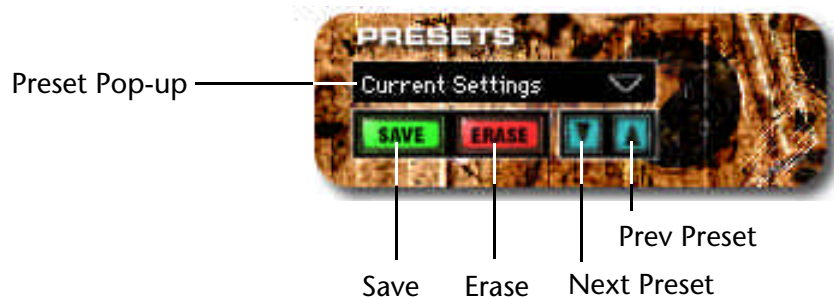 PRESETS
Preset Pop-up
Current Settings
SAVE ERASE
Prev Preset
Save Erase Next Preset